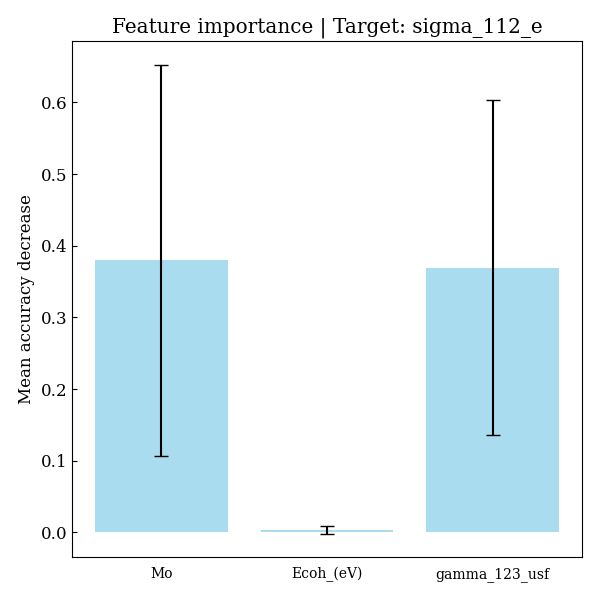 Feature importance | Target: sigma_112_e
Mean accuracy decrease
0.6
0.5
0.4
0.3
0.2
0.1
0.0
Mo
Ecoh_(eV)
gamma_123_usf